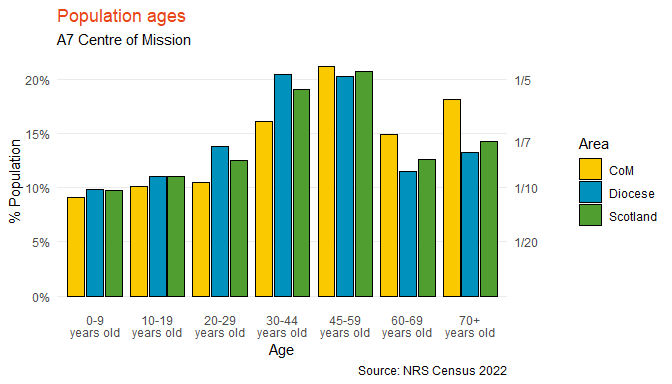 Population ages
A7 Centre of Mission
% Population
20%
15%
10%
5%
0%
1/5
1/7
1/10
1/20
0-9
years old
10-19
years old
20-29
years old
30-44
years old
45-59
years old
60-69
years old
70+
years old
Age
Area
CoM
Diocese
Scotland
Source: NRS Census 2022